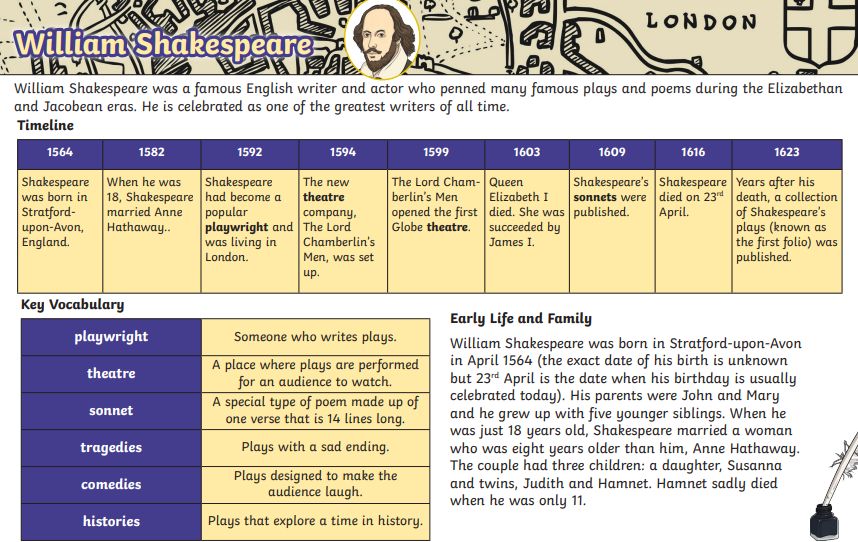 William Shakespeare
LONDON
William Shakespeare was a famous English writer and actor who penned many famous plays and poems during the Elizabethan
and Jacobean eras. He is celebrated as one of the greatest writers of all time.
Timeline
1564
Shakespeare
was born in
Stratford-
upon-Avon,
England.
1582
When he was
18, Shakespeare
married Anne
Hathaway..
1592
Shakespeare
had become a
popular
playwright and
was living in
London.
1594
The new
theatre
company,
The Lord
Chamberlin's
Men, was set
up.
1599
The Lord Cham-
berlin's Men
opened the first
Globe theatre.
1603
Queen
Elizabeth I
died. She was
succeeded by
James I.
1609
Shakespeare's
sonnets were
published.
1616
Shakespeare
died on 23rd
April.
1623
Years after his
death, a collection
of Shakespeare's
plays (known as
the first folio) was
published.
Key Vocabulary
playwright
Someone who writes plays.
theatre
A place where plays are performed
for an audience to watch.
sonnet
A special type of poem made up of
one verse that is 14 lines long.
tragedies
Plays with a sad ending.
comedies
Plays designed to make the
audience laugh.
histories
Plays that explore a time in history.
Early Life and Family
William Shakespeare was born in Stratford-upon-Avon
in April 1564 (the exact date of his birth is unknown
but 23rd April is the date when his birthday is usually
celebrated today). His parents were John and Mary
and he grew up with five younger siblings. When he
was just 18 years old, Shakespeare married a woman
who was eight years older than him, Anne Hathaway.
The couple had three children: a daughter, Susanna
and twins, Judith and Hamnet. Hamnet sadly died
when he was only 11.